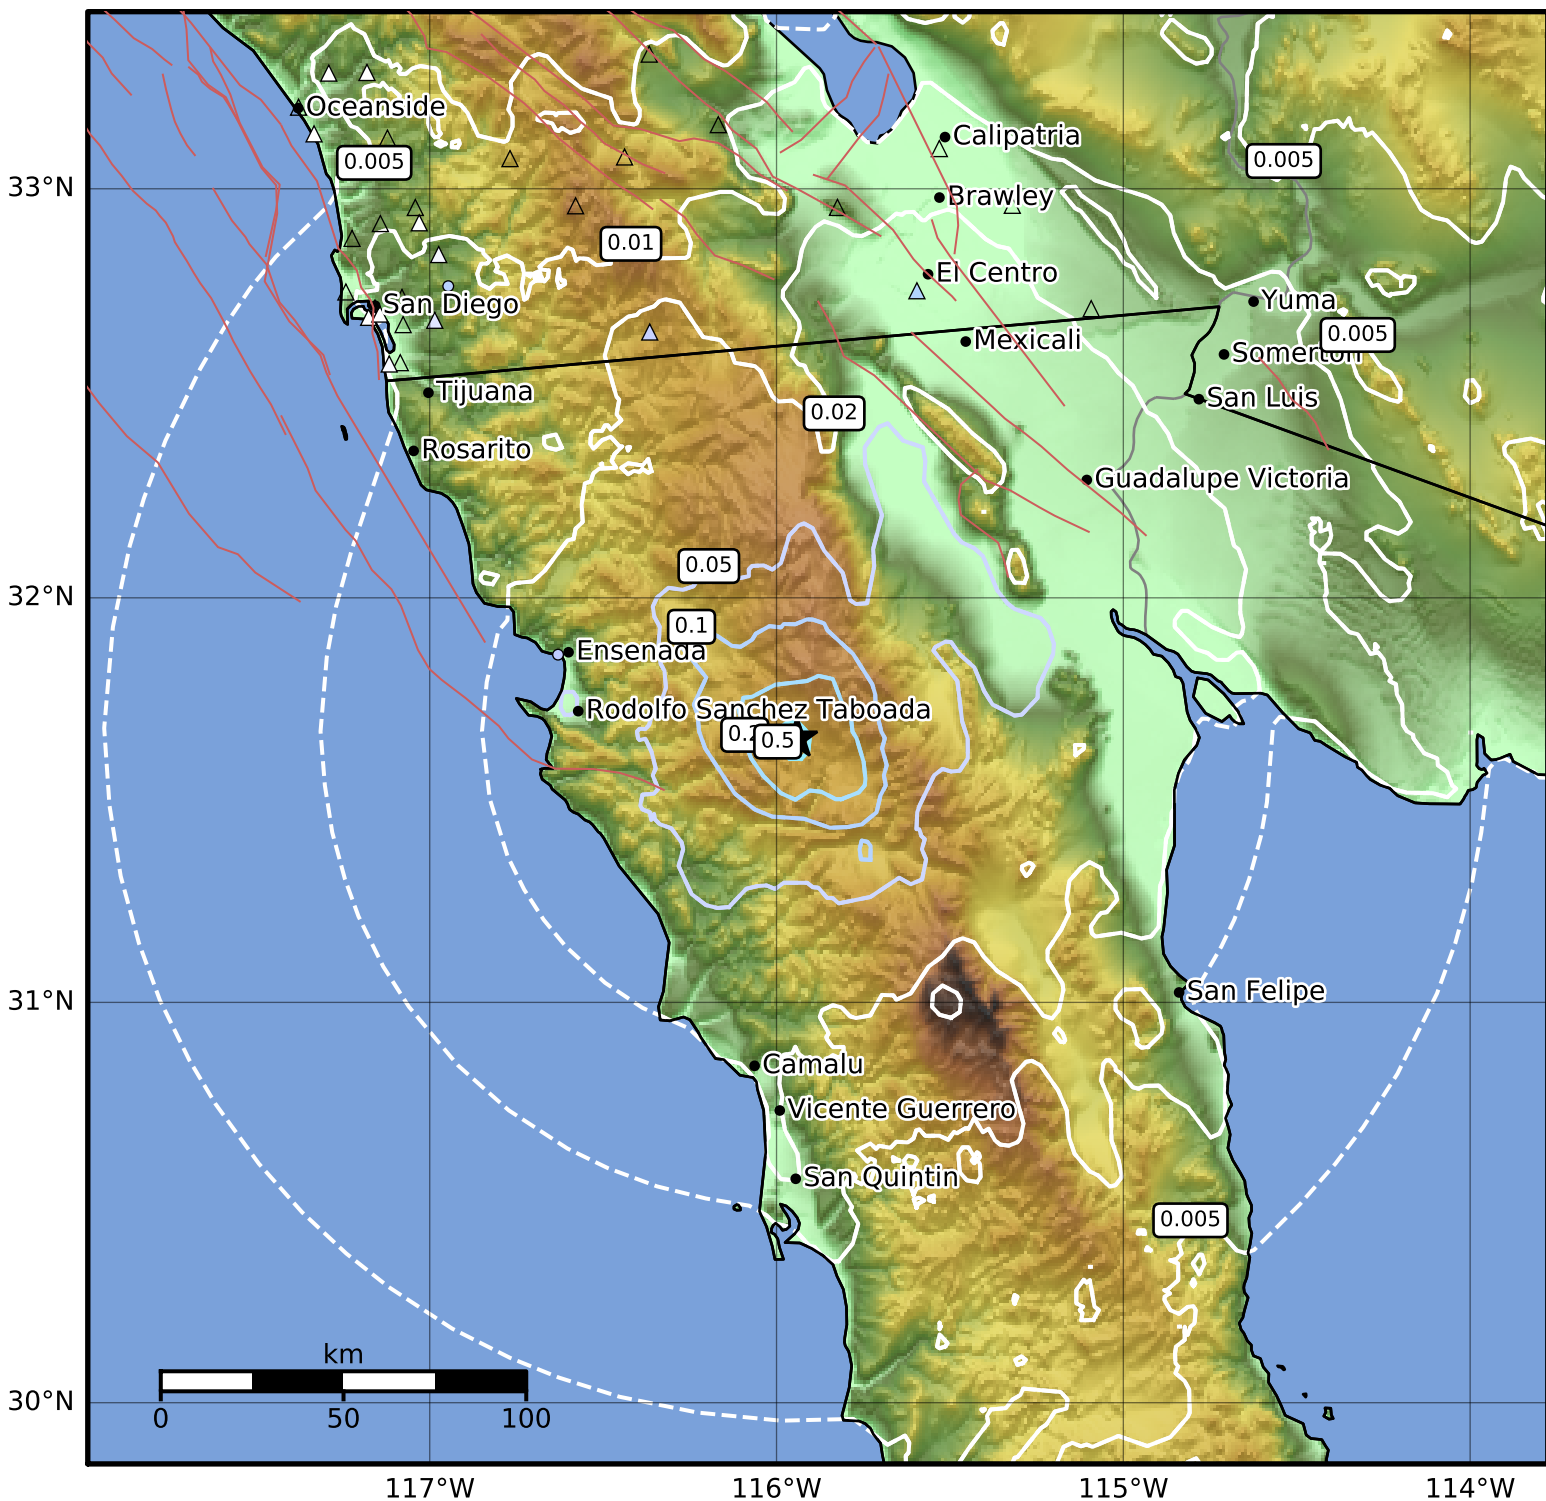 Oceanside
Calipatria
0.005
0.005
33°N
Brawley
0.01
El Centro
San Diego
Yuma
0.005
Mexicali
Somerton
Tijuana
San Luis
0.02
Rosarito
Guadalupe Victoria
0.05
32°N
0.1
Ensenada
Rodolfo Sanchez Taboada
0.2
0.5
31°N
San Felipe
Camalu
Vicente Guerrero
San Quintin
0.005
km
0 50 100
30°N
117°W 116°W 115°W 114°W